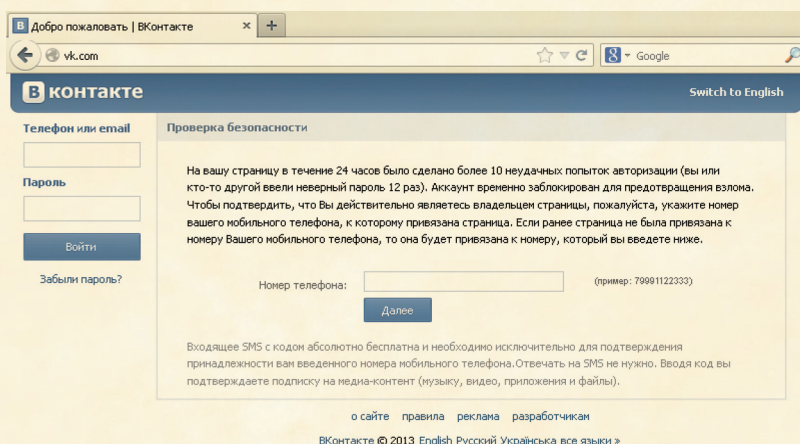 Добро пожаловать | ВКонтакте
vk.com
Google
В контакте
Switch to English
Телефон или email
Пароль
Войти
Забыли пароль?
Проверка безопасности
На вашу страницу в течение 24 часов было сделано более 10 неудачных попыток авторизации (вы или
кто-то другой ввели неверный пароль 12 раз). Аккаунт временно заблокирован для предотвращения взлома.
Чтобы подтвердить, что Вы действительно являетесь владельцем страницы, пожалуйста, укажите номер
вашего мобильного телефона, к которому привязана страница. Если ранее страница не была привязана к
номеру Вашего мобильного телефона, то она будет привязана к номеру, который вы введете ниже.
Номер телефона:
(пример: 79991122333)
Далее
Входящее SMS с кодом абсолютно бесплатна и необходимо исключительно для подтверждения
принадлежности вам введенного номера мобильного телефона.Отвечать на SMS не нужно. Вводя код вы
подтверждаете подписку на медиа-контент (музыку, видео, приложения и файлы).
о сайте правила реклама разработчикам
ВКонтакте © 2013 English Русский Українська все языки »